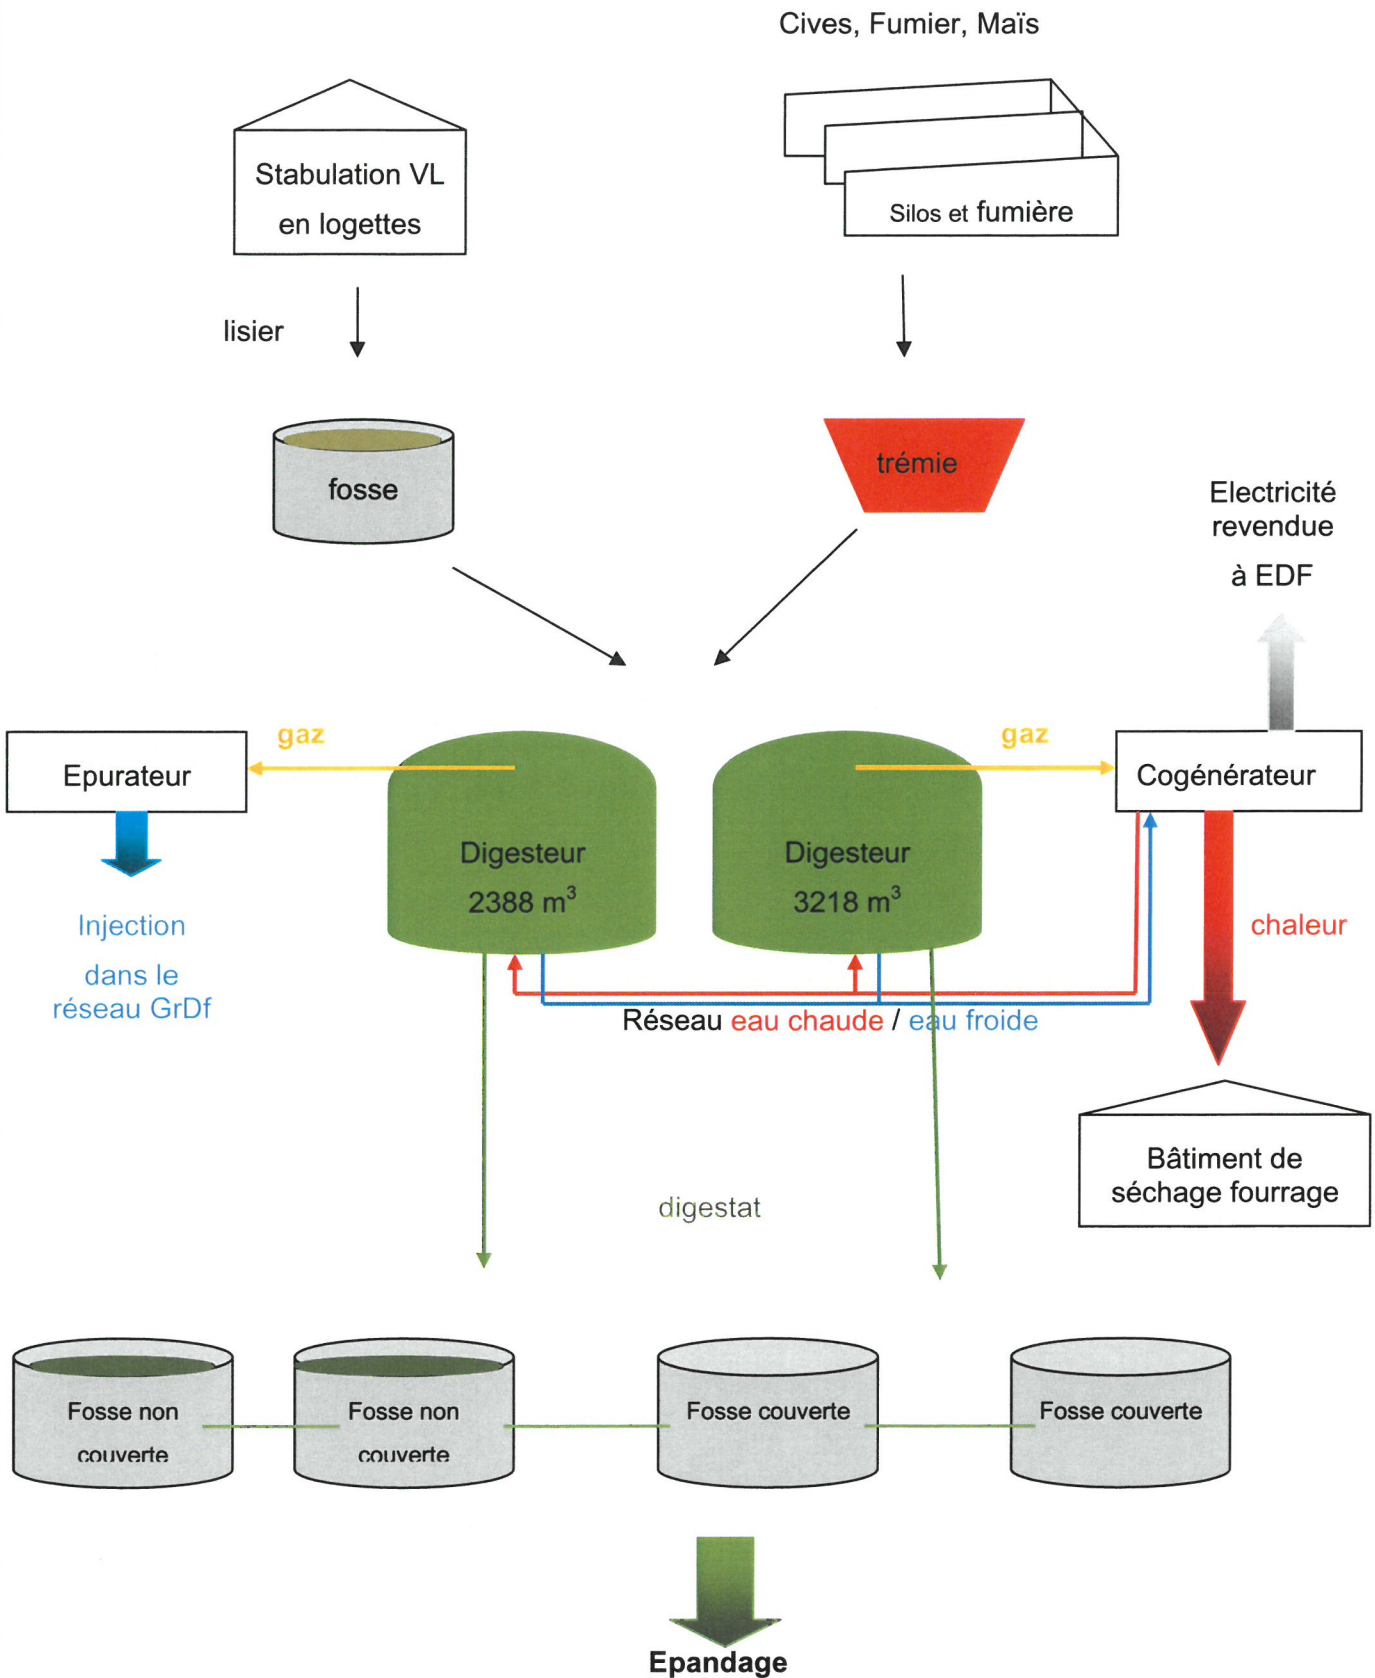 Cives, Fumier, Maïs
Stabulation VL
en logettes
Silos et fumière
lisier
fosse
trémie
Electricité
revendue
à EDF
gaz
gaz
Epurateur
Cogénérateur
Digesteur
2388 m³
Digesteur
3218 m³
Injection
dans le
réseau GrDf
chaleur
Réseau eau chaude / eau froide
Bâtiment de
séchage fourrage
digestat
Fosse non
couverte
Fosse non
couverte
Fosse couverte
Fosse couverte
Epandage